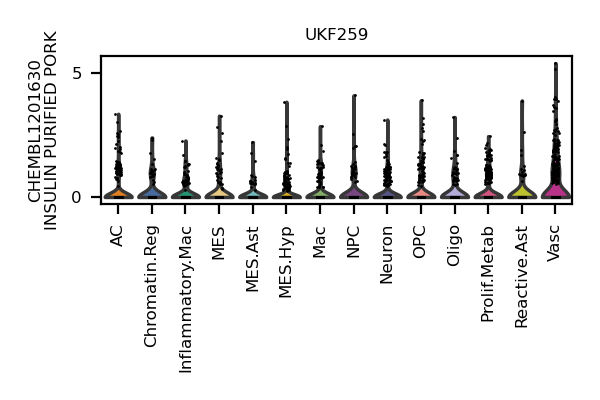 UKF259
CHEMBL1201630
INSULIN PURIFIED PORK
5
0
AC
Chromatin.Reg
Inflammatory.Mac
MES
MES.Ast
MES.Hyp
Mac
NPC
Neuron
OPC
Oligo
Prolif.Metab
Reactive.Ast
Vasc